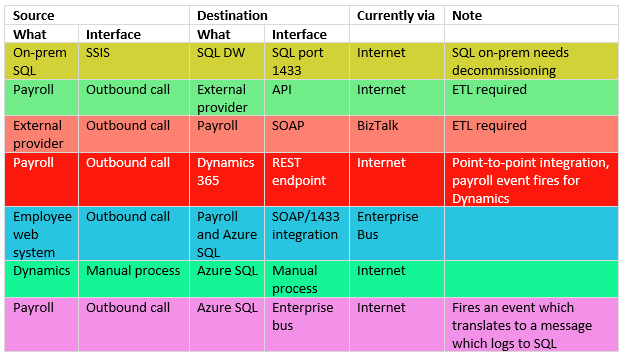 Source Destination Currently via Note
What Interface What Interface
On-prem SSIS SQL DW SQL port Internet SQL on-prem needs
SQL 1433 decommissioning
Payroll Outbound call External API Internet ETL required
provider
External Outbound call Payroll SOAP BizTalk ETL required
provider
Payroll Outbound call Dynamics REST Internet Point-to-point integration,
365 endpoint payroll event fires for
Dynamics
Employee Outbound call Payroll SOAP/1433 Enterprise
web and Azure integration Bus
system SQL
Dynamics Manual process Azure SQL Manual Internet
process
Payroll Outbound call Azure SQL Enterprise Internet Fires an event which
bus translates to a message
which logs to SQL